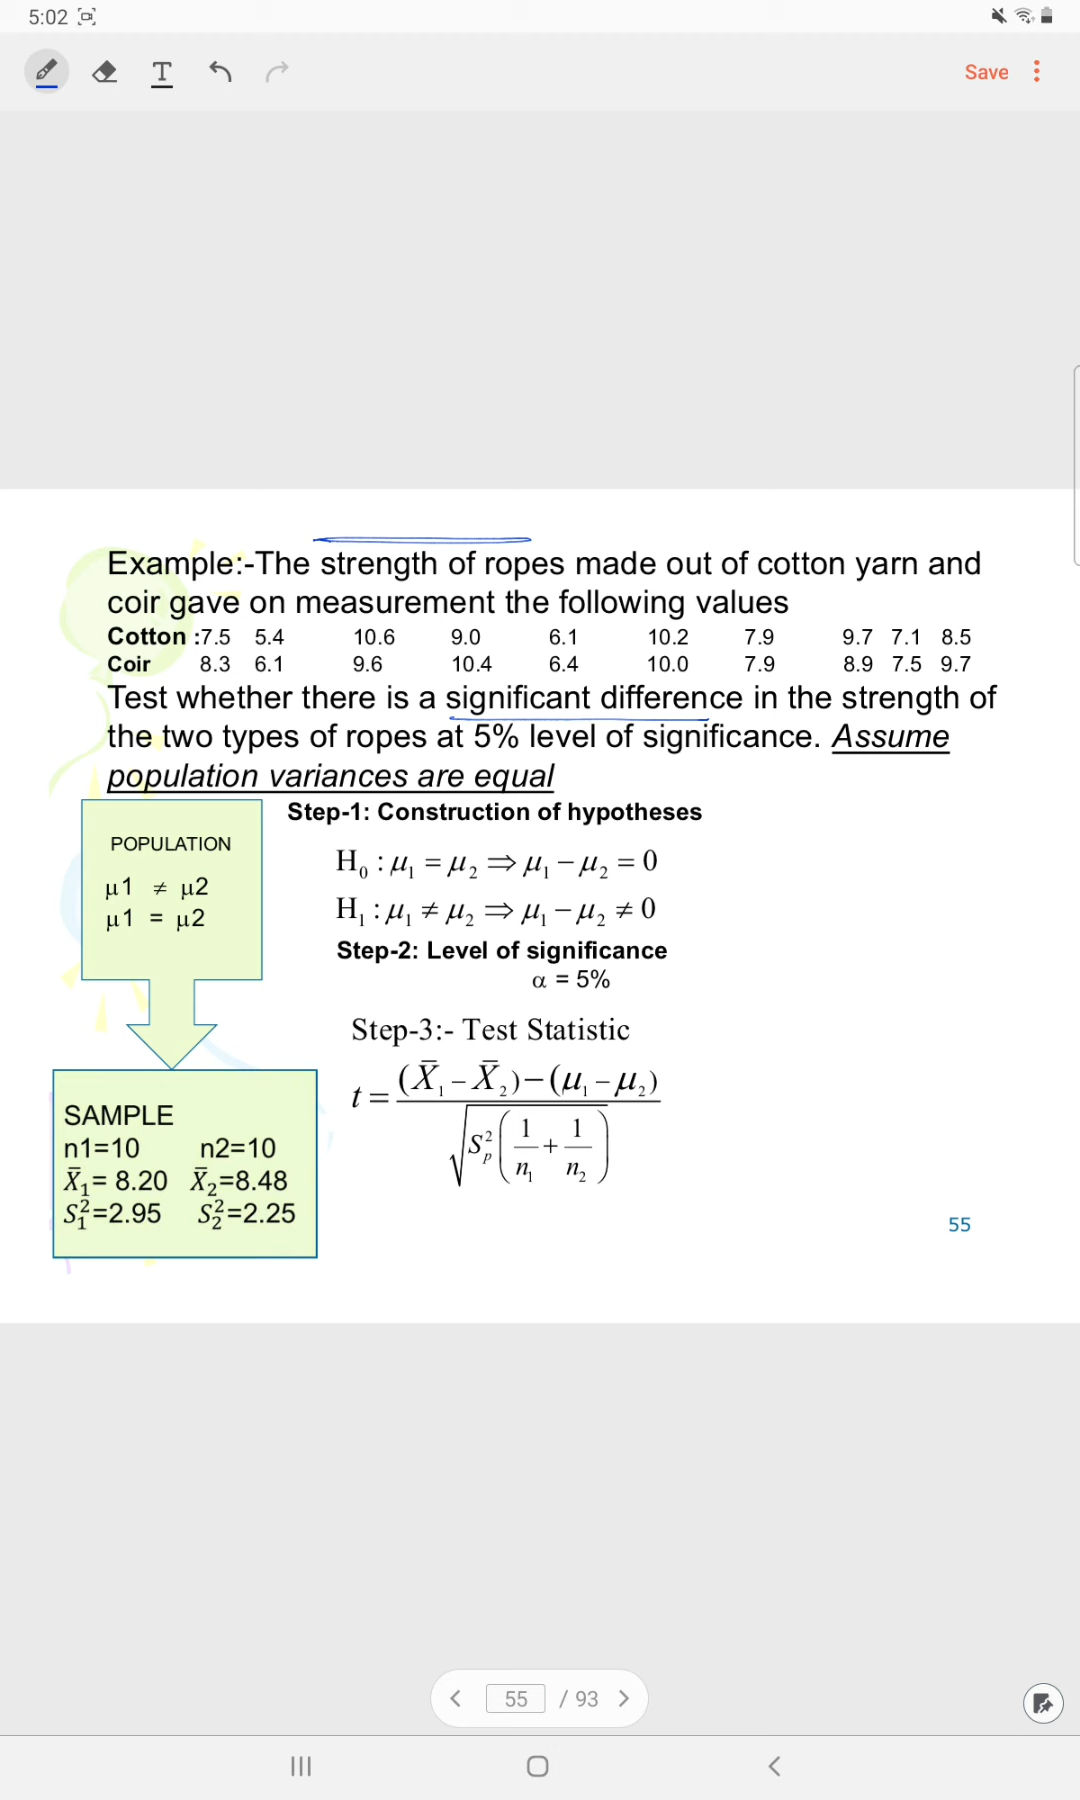 5:02
Save
Example:-The strength of ropes made out of cotton yarn and
coir gave on measurement the following values
Cotton :7.5 5.4 10.6 9.0 6.1 10.2 7.9 9.7 7.1 8.5
Coir 8.3 6.1 9.6 10.4 6.4 10.0 7.9 8.9 7.5 9.7
Test whether there is a significant difference in the strength of
the two types of ropes at 5% level of significance. Assume
population variances are equal
Step-1: Construction of hypotheses
POPULATION
μ1 ≠ μ2
μ1 = μ2
H₀ : μ₁ = μ₂ ⇒ μ₁ − μ₂ = 0
H₁ : μ₁ ≠ μ₂ ⇒ μ₁ − μ₂ ≠ 0
Step-2: Level of significance
α = 5%
Step-3:- Test Statistic
t = (X̄₁ − X̄₂) − (μ₁ − μ₂) / √(S²ₚ (1/n₁ + 1/n₂))
SAMPLE
n1=10 n2=10
X̄₁= 8.20 X̄₂=8.48
S₁²=2.95 S₂²=2.25
55
55 / 93